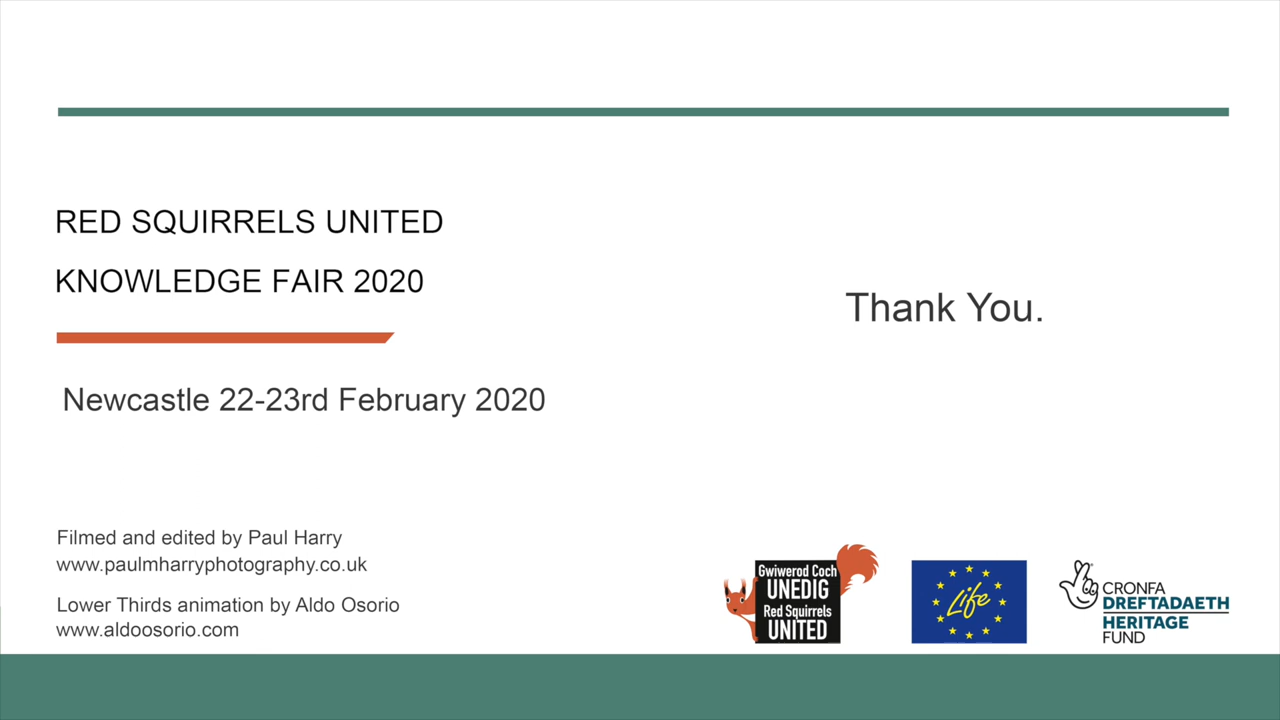 RED SQUIRRELS UNITED
KNOWLEDGE FAIR 2020
Newcastle 22-23rd February 2020
Thank You.
Filmed and edited by Paul Harry
www.paulmharryphotography.co.uk
Lower Thirds animation by Aldo Osorio
www.aldoosorio.com
Gwiwerod Coch
UNEDIG
Red Squirrels
UNITED
Life
CRONFA
DREFTADAETH
HERITAGE
FUND